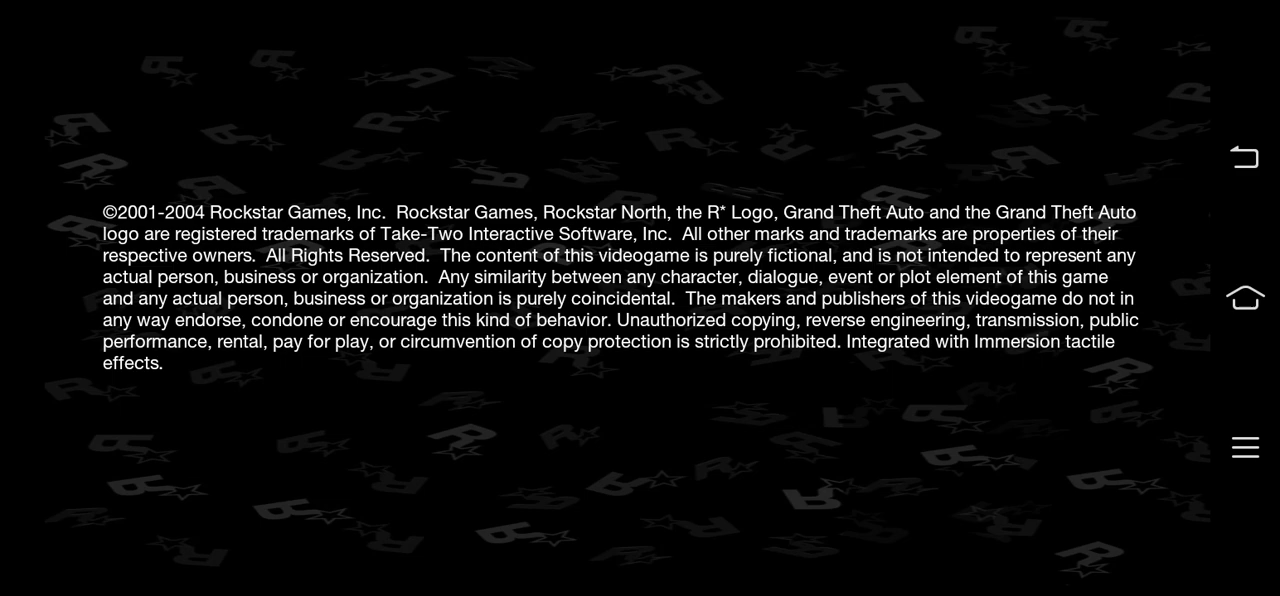 ©2001-2004 Rockstar Games, Inc.  Rockstar Games, Rockstar North, the R* Logo, Grand Theft Auto and the Grand Theft Auto
logo are registered trademarks of Take-Two Interactive Software, Inc.  All other marks and trademarks are properties of their
respective owners.  All Rights Reserved.  The content of this videogame is purely fictional, and is not intended to represent any
actual person, business or organization.  Any similarity between any character, dialogue, event or plot element of this game
and any actual person, business or organization is purely coincidental.  The makers and publishers of this videogame do not in
any way endorse, condone or encourage this kind of behavior. Unauthorized copying, reverse engineering, transmission, public
performance, rental, pay for play, or circumvention of copy protection is strictly prohibited. Integrated with Immersion tactile
effects.